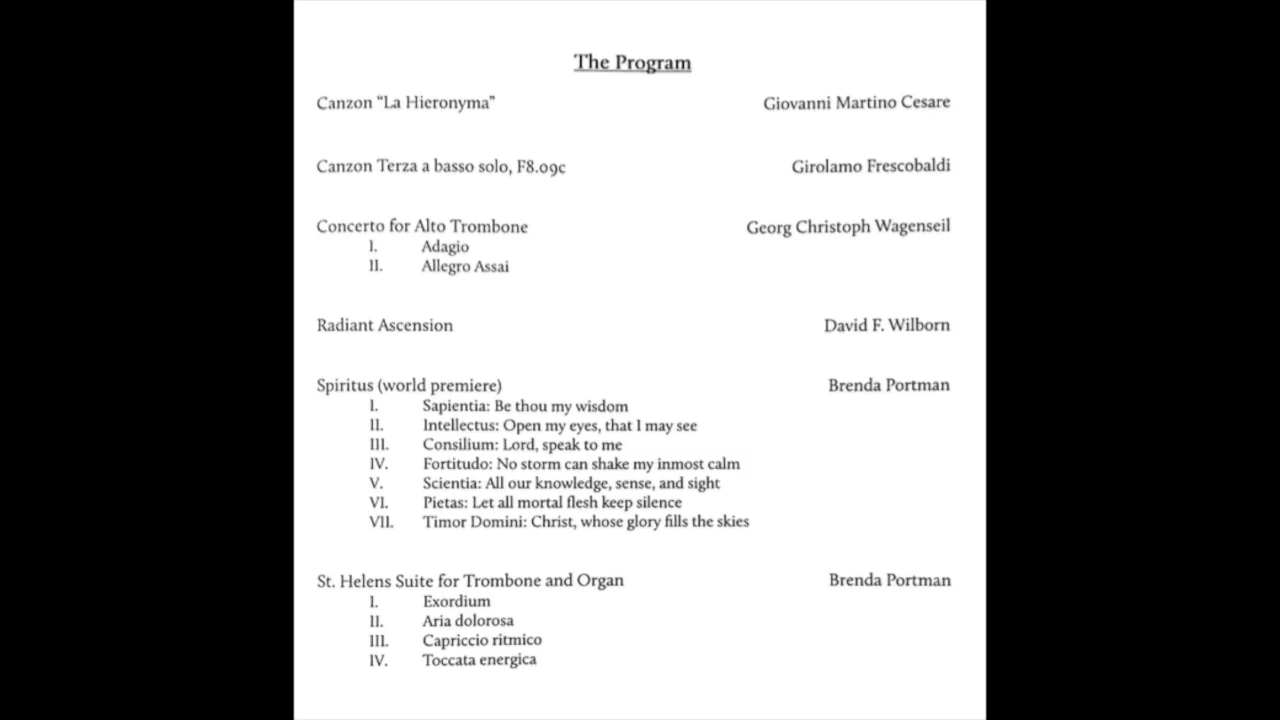 The Program
Canzon "La Hieronyma" Giovanni Martino Cesare
Canzon Terza a basso solo, F8.09c Girolamo Frescobaldi
Concerto for Alto Trombone Georg Christoph Wagenseil
I. Adagio
II. Allegro Assai
Radiant Ascension David F. Wilborn
Spiritus (world premiere) Brenda Portman
I. Sapientia: Be thou my wisdom
II. Intellectus: Open my eyes, that I may see
III. Consilium: Lord, speak to me
IV. Fortitudo: No storm can shake my inmost calm
V. Scientia: All our knowledge, sense, and sight
VI. Pietas: Let all mortal flesh keep silence
VII. Timor Domini: Christ, whose glory fills the skies
St. Helens Suite for Trombone and Organ Brenda Portman
I. Exordium
II. Aria dolorosa
III. Capriccio ritmico
IV. Toccata energica